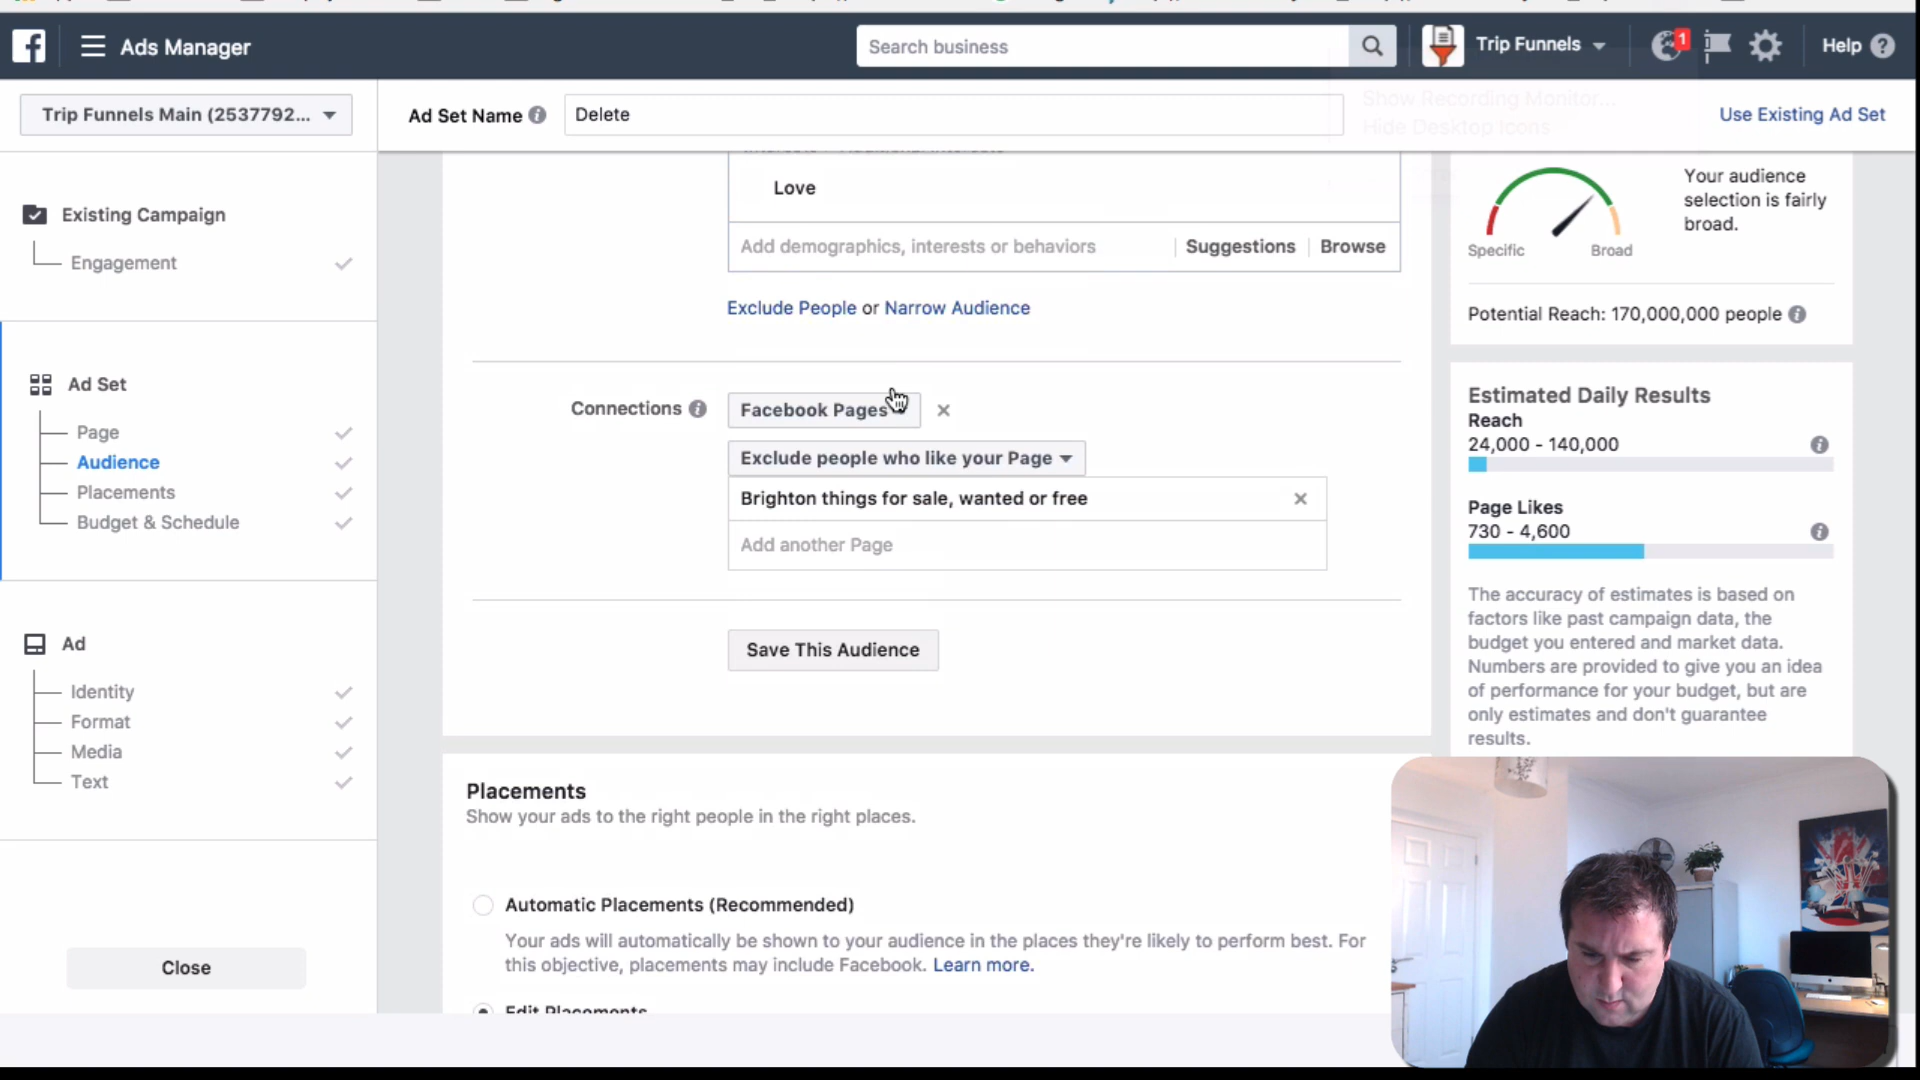 Ads Manager
Search business
Trip Funnels
1
Help
Trip Funnels Main (2537792...
Ad Set Name
Delete
Show Recording Monitor...
Hide Desktop Icons
Use Existing Ad Set
Existing Campaign
Engagement
Ad Set
Page
Audience
Placements
Budget & Schedule
Ad
Identity
Format
Media
Text
Close
Love
Add demographics, interests or behaviors
Suggestions
Browse
Exclude People or Narrow Audience
Connections
Facebook Pages
Exclude people who like your Page
Brighton things for sale, wanted or free
Add another Page
Save This Audience
Placements
Show your ads to the right people in the right places.
Automatic Placements (Recommended)
Your ads will automatically be shown to your audience in the places they're likely to perform best. For
this objective, placements may include Facebook. Learn more.
Edit Placements
Specific
Broad
Your audience
selection is fairly
broad.
Potential Reach: 170,000,000 people
Estimated Daily Results
Reach
24,000 - 140,000
Page Likes
730 - 4,600
The accuracy of estimates is based on
factors like past campaign data, the
budget you entered and market data.
Numbers are provided to give you an idea
of performance for your budget, but are
only estimates and don't guarantee
results.